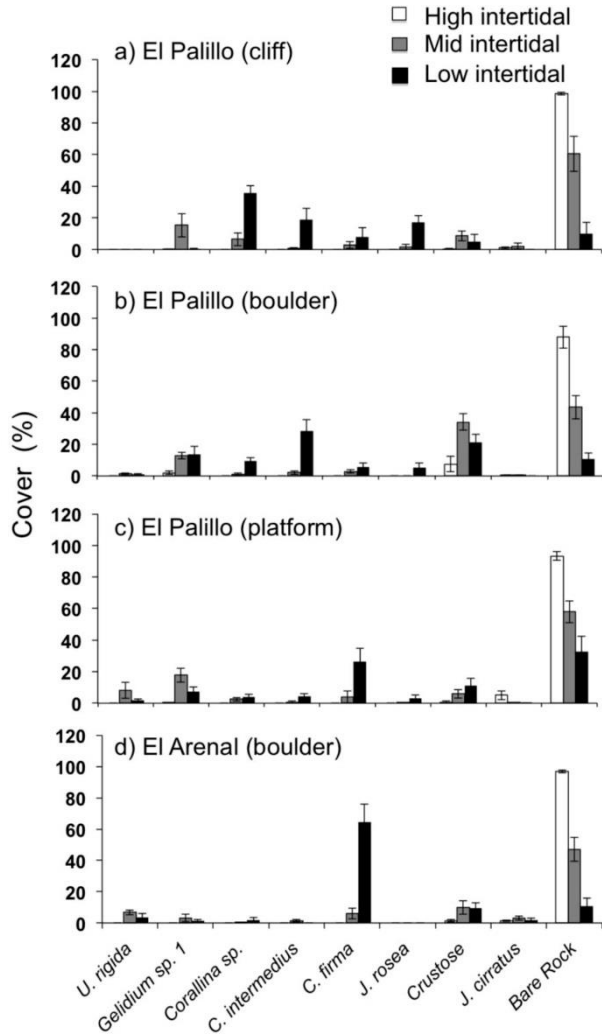 High intertidal
Mid intertidal
Low intertidal
a) El Palillo (cliff)
120
100
80
60
40
20
0
b) El Palillo (boulder)
120
100
80
60
40
20
0
c) El Palillo (platform)
120
100
80
60
40
20
0
d) El Arenal (boulder)
120
100
80
60
40
20
0
Cover (%)
U. rigida
Gelidium sp. 1
Corallina sp.
C. intermedius
C. firma
J. rosea
Crustose
J. cirratus
Bare Rock